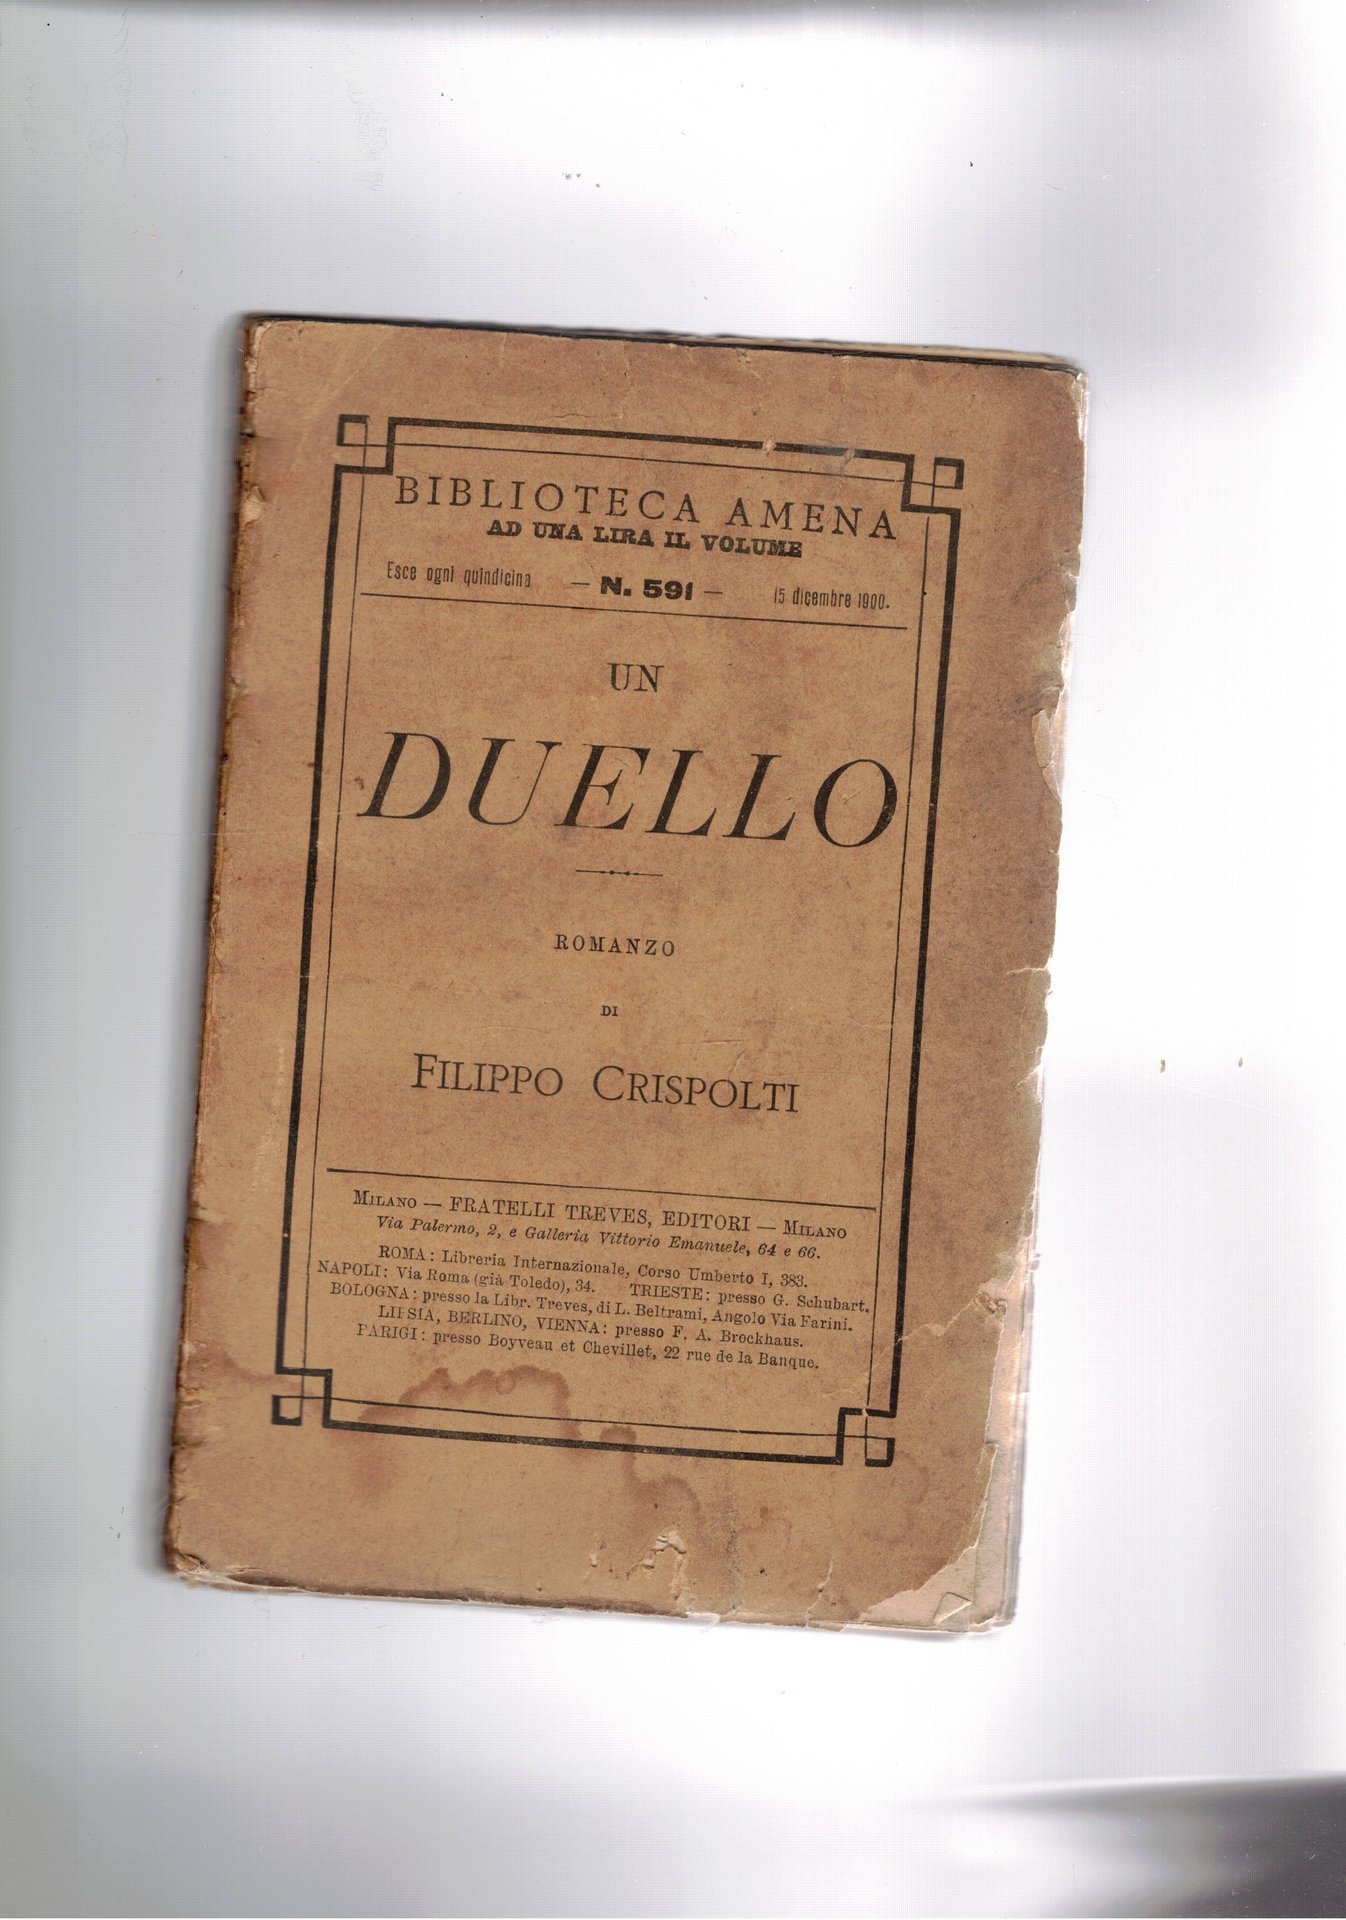 BIBLIOTECA AMENA
AD UNA LIRA IL VOLUME
Esce ogni quindicina — N. 591 — 15 dicembre 1900.
UN
DUELLO
ROMANZO
DI
FILIPPO CRISPOLTI
MILANO — FRATELLI TREVES, EDITORI — MILANO
Via Palermo, 2, e Galleria Vittorio Emanuele, 64 e 66.
ROMA: Libreria Internazionale, Corso Umberto I, 383.
NAPOLI: Via Roma (già Toledo), 34. TRIESTE: presso G. Schubart.
BOLOGNA: presso la Libr. Treves, di L. Beltrami, Angolo Via Farini.
LIPSIA, BERLINO, VIENNA: presso F. A. Brockhaus.
PARIGI: presso Boyveau et Chevillet, 22 rue de la Banque.